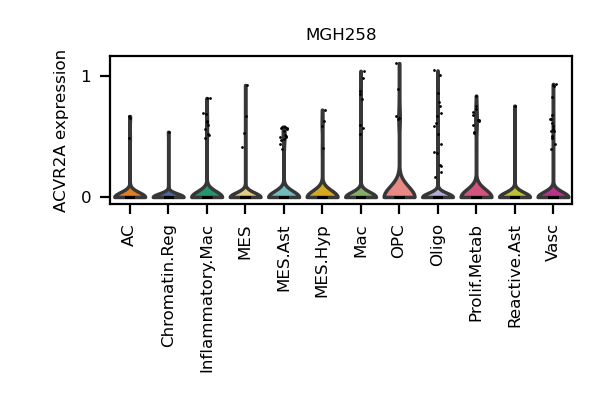 MGH258
ACVR2A expression
1
0
AC
Chromatin.Reg
Inflammatory.Mac
MES
MES.Ast
MES.Hyp
Mac
OPC
Oligo
Prolif.Metab
Reactive.Ast
Vasc